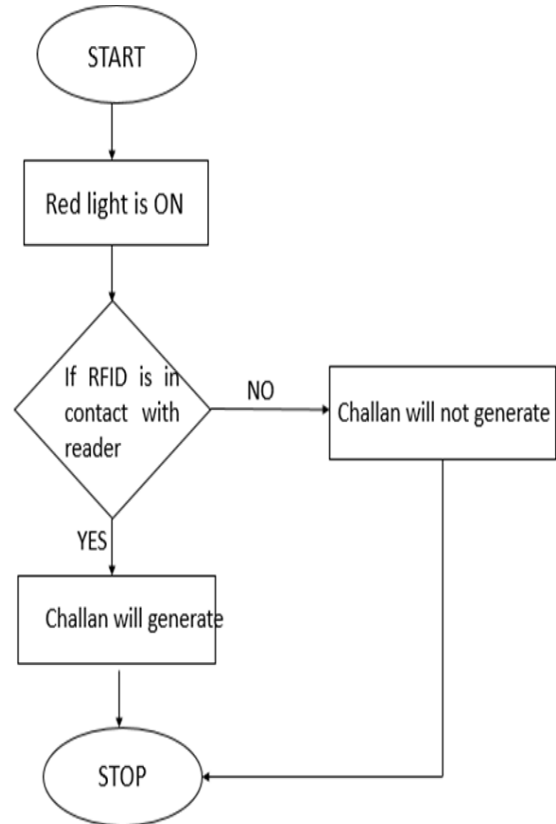 START
Red light is ON
If RFID is in
contact with
reader
NO
Challan will not generate
YES
Challan will generate
STOP